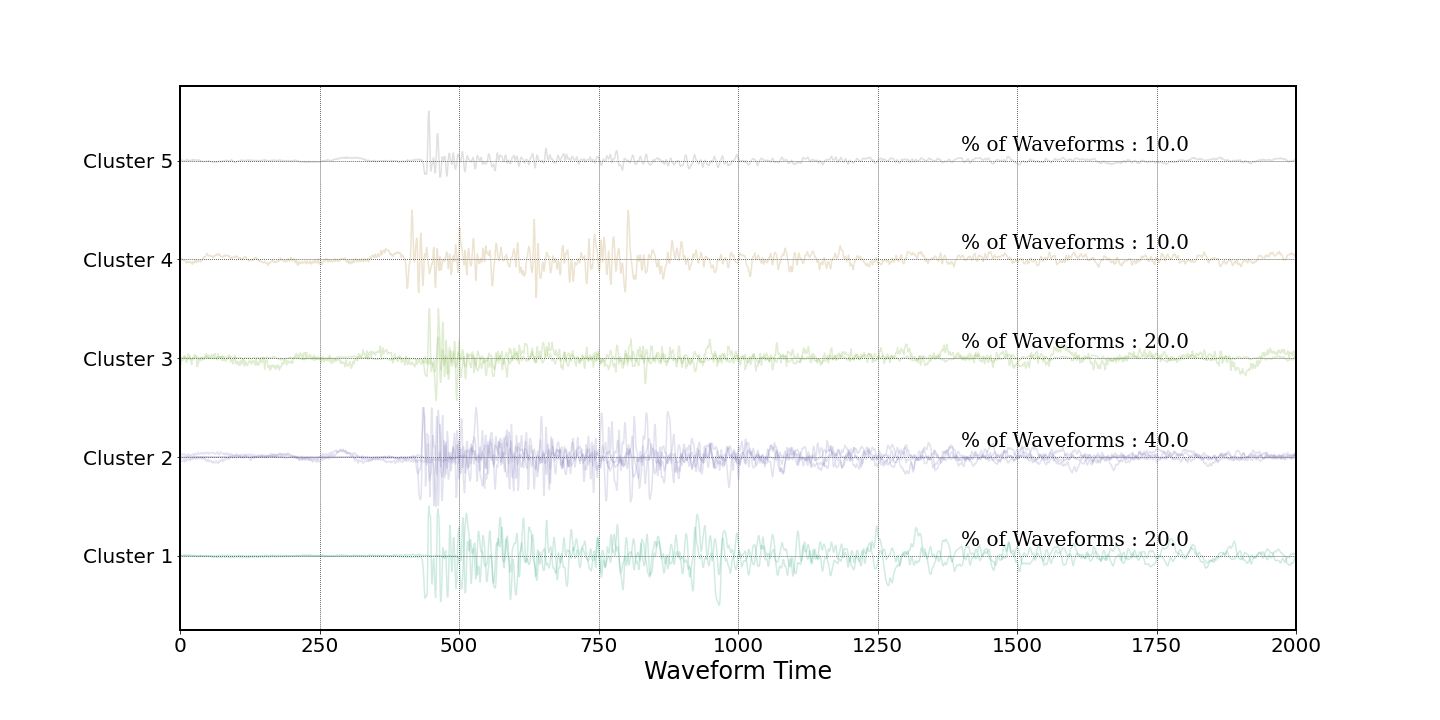 Cluster 5
% of Waveforms : 10.0
Cluster 4
% of Waveforms : 10.0
Cluster 3
% of Waveforms : 20.0
Cluster 2
% of Waveforms : 40.0
Cluster 1
% of Waveforms : 20.0
0 250 500 750 1000 1250 1500 1750 2000
Waveform Time